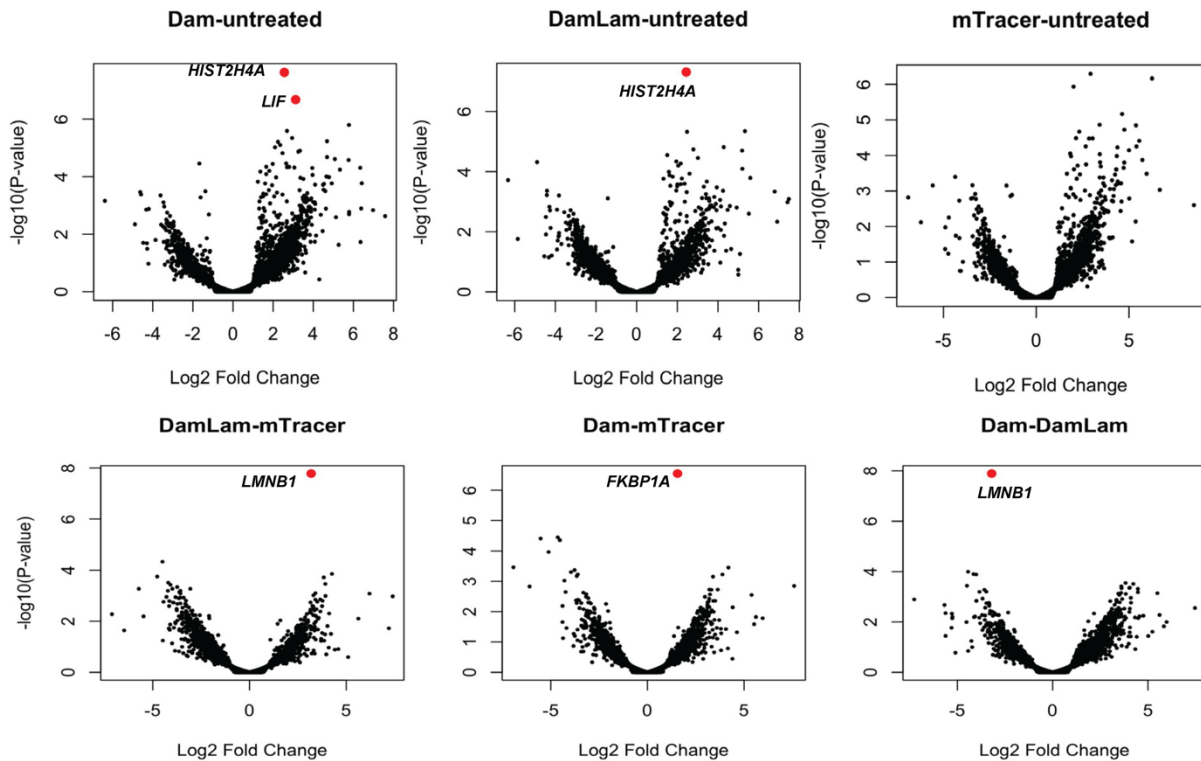 Dam-untreated
DamLam-untreated
mTracer-untreated
-log10(P-value)
0
2
4
6
HIST2H4A
LIF
-6
-4
-2
0
2
4
6
8
Log2 Fold Change
-log10(P-value)
0
2
4
6
HIST2H4A
-6
-4
-2
0
2
4
6
8
Log2 Fold Change
-log10(P-value)
0
1
2
3
4
5
6
-5
0
5
Log2 Fold Change
DamLam-mTracer
Dam-mTracer
Dam-DamLam
-log10(P-value)
0
2
4
6
8
LMNB1
-5
0
5
Log2 Fold Change
0
1
2
3
4
5
6
FKBP1A
-5
0
5
Log2 Fold Change
0
2
4
6
8
LMNB1
-5
0
5
Log2 Fold Change